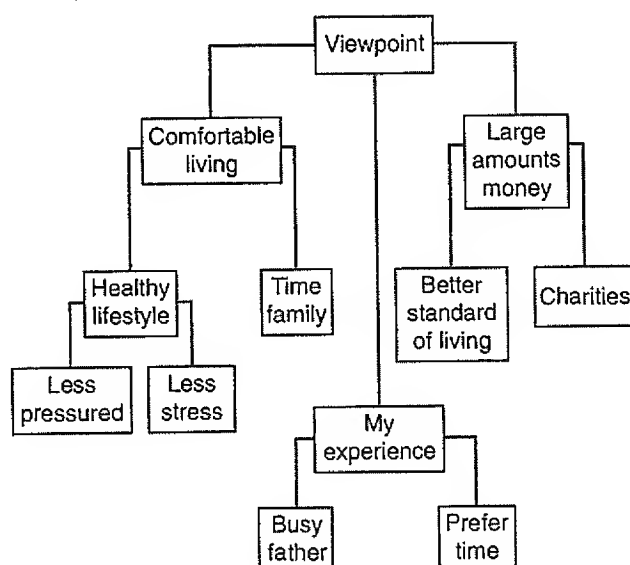 Viewpoint
Comfortable
living
Large
amounts
money
Healthy
lifestyle
Time
family
Better
standard
of living
Charities
Less
pressured
Less
stress
My
experience
Busy
father
Prefer
time